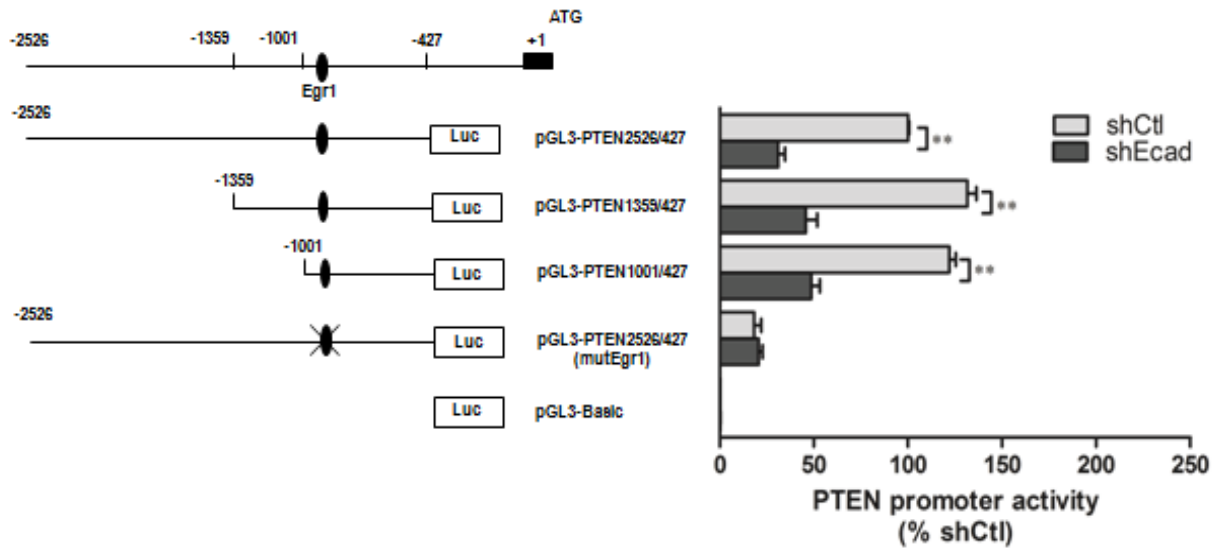 ATG
-2526 -1359 -1001 -427 +1
Egr1
-2526
Luc pGL3-PTEN2526/427
-1359
Luc pGL3-PTEN1359/427
-1001
Luc pGL3-PTEN1001/427
-2526
Luc pGL3-PTEN2526/427
(mutEgr1)
Luc pGL3-Basic
shCtl
shEcad
**
**
**
0 50 100 150 200 250
PTEN promoter activity
(% shCtl)